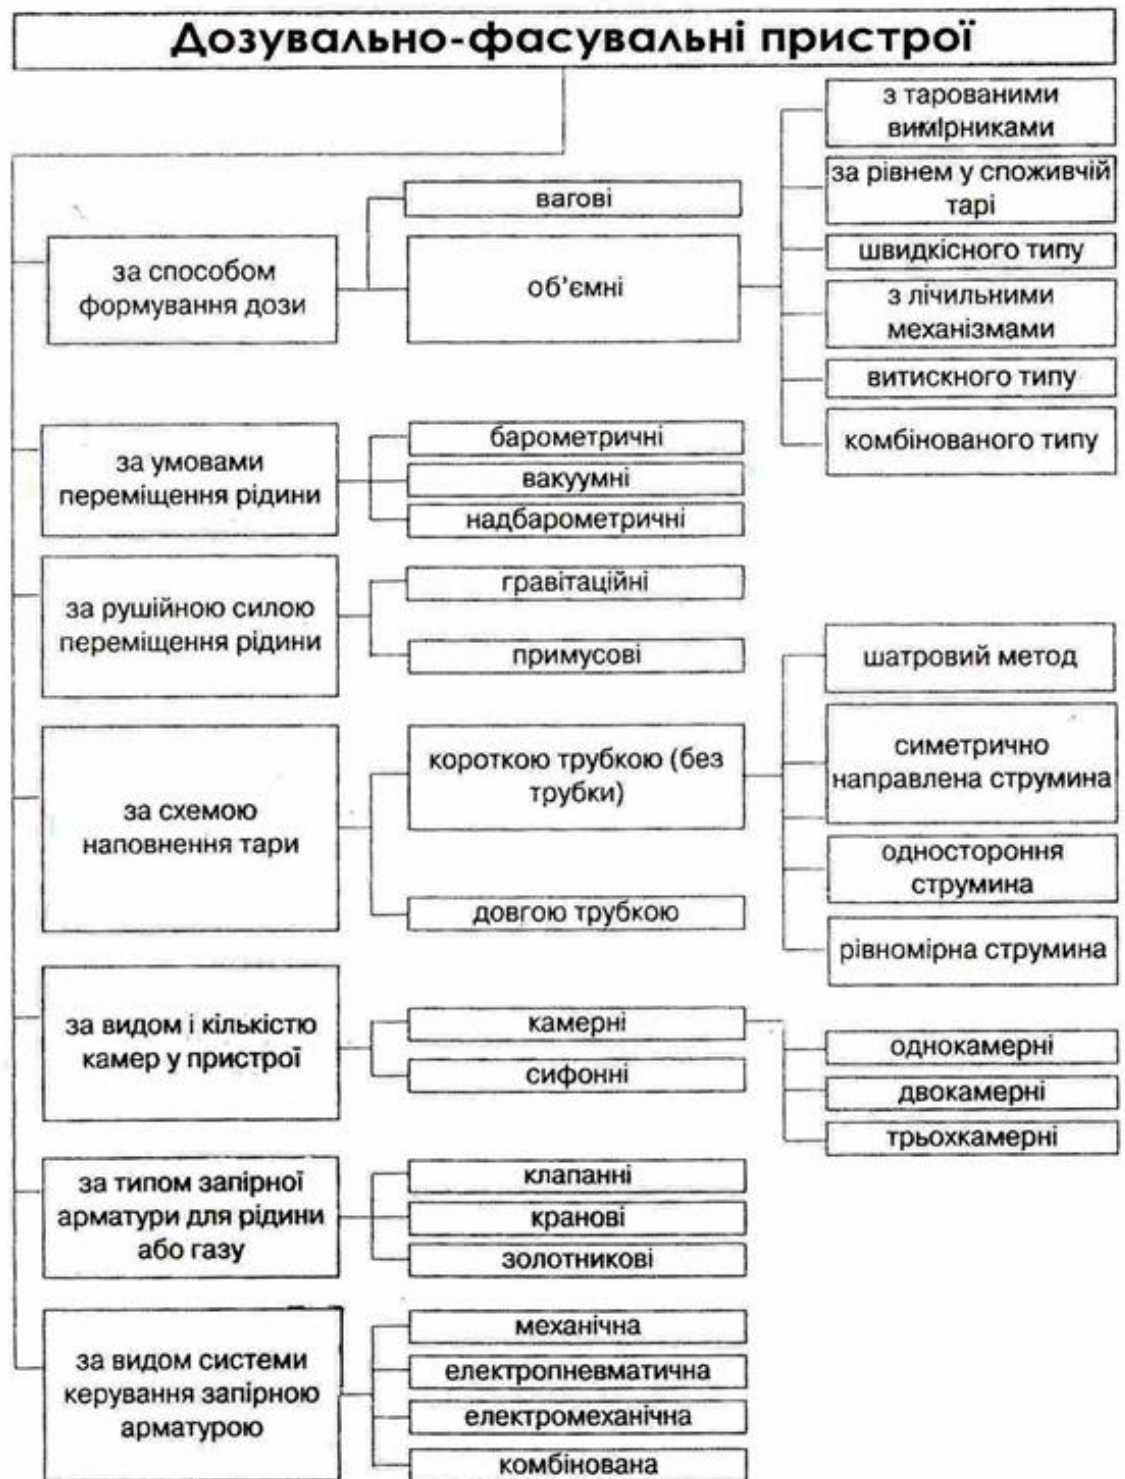 Дозувально-фасувальні пристрої
за способом
формування дози
вагові
об'ємні
з тарованими
вимірниками
за рівнем у споживчій
тарі
швидкісного типу
з лічильними
механізмами
витискного типу
комбінованого типу
за умовами
переміщення рідини
барометричні
вакуумні
надбарометричні
за рушійною силою
переміщення рідини
гравітаційні
примусові
за схемою
наповнення тари
короткою трубкою (без
трубки)
довгою трубкою
шатровий метод
симетрично
направлена струмина
одностороння
струмина
рівномірна струмина
за видом і кількістю
камер у пристрої
камерні
сифонні
однокамерні
двокамерні
трьохкамерні
за типом запірної
арматури для рідини
або газу
клапанні
кранові
золотникові
за видом системи
керування запірною
арматурою
механічна
електропневматична
електромеханічна
комбінована